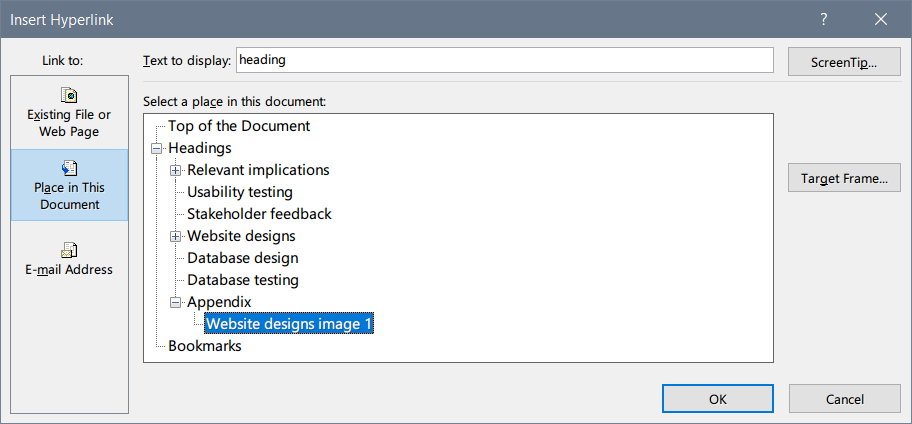 Insert Hyperlink
?
Link to:
Text to display: heading
ScreenTip...
Existing File or
Web Page
Select a place in this document:
Top of the Document
Headings
Relevant implications
Usability testing
Stakeholder feedback
Website designs
Database design
Database testing
Appendix
Website designs image 1
Bookmarks
Place in This
Document
Target Frame...
E-mail Address
OK
Cancel